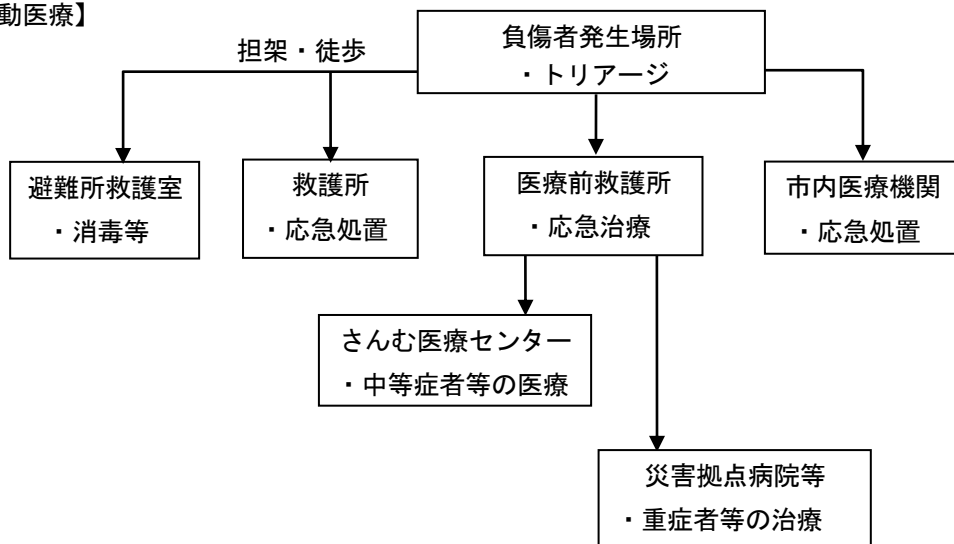 動医療】
負傷者発生場所
・トリアージ
担架・徒歩
避難所救護室
・消毒等
救護所
・応急処置
医療前救護所
・応急治療
市内医療機関
・応急処置
さんむ医療センター
・中等症者等の医療
災害拠点病院等
・重症者等の治療